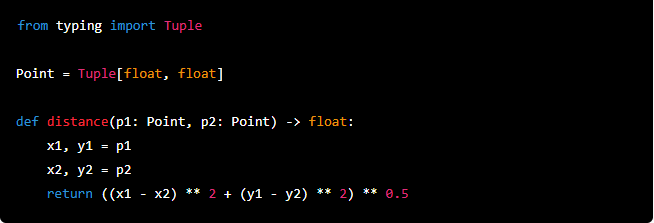 from typing import Tuple
Point = Tuple[float, float]
def distance(p1: Point, p2: Point) -> float:
    x1, y1 = p1
    x2, y2 = p2
    return ((x1 - x2) ** 2 + (y1 - y2) ** 2) ** 0.5